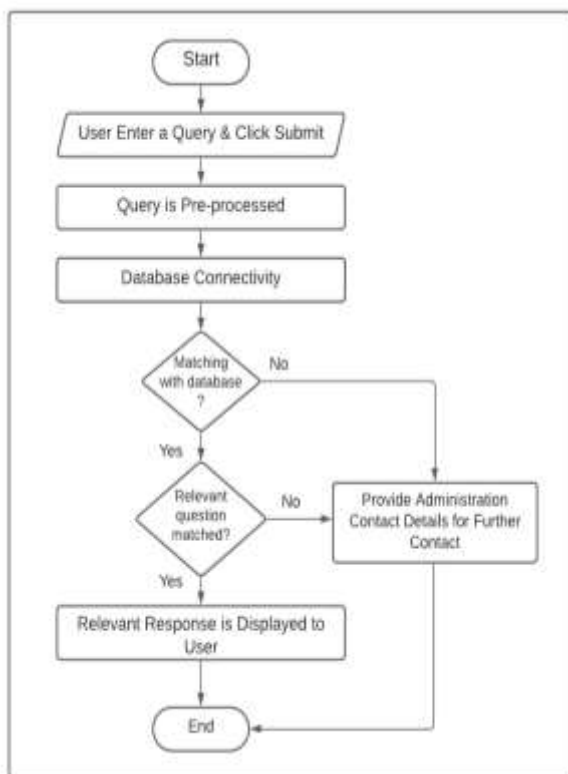 Start
User Enter a Query & Click Submit
Query is Pre-processed
Database Connectivity
Matching
with database
?
No
Yes
Relevant
question
matched?
No
Provide Administration
Contact Details for Further
Contact
Yes
Relevant Response is Displayed to
User
End